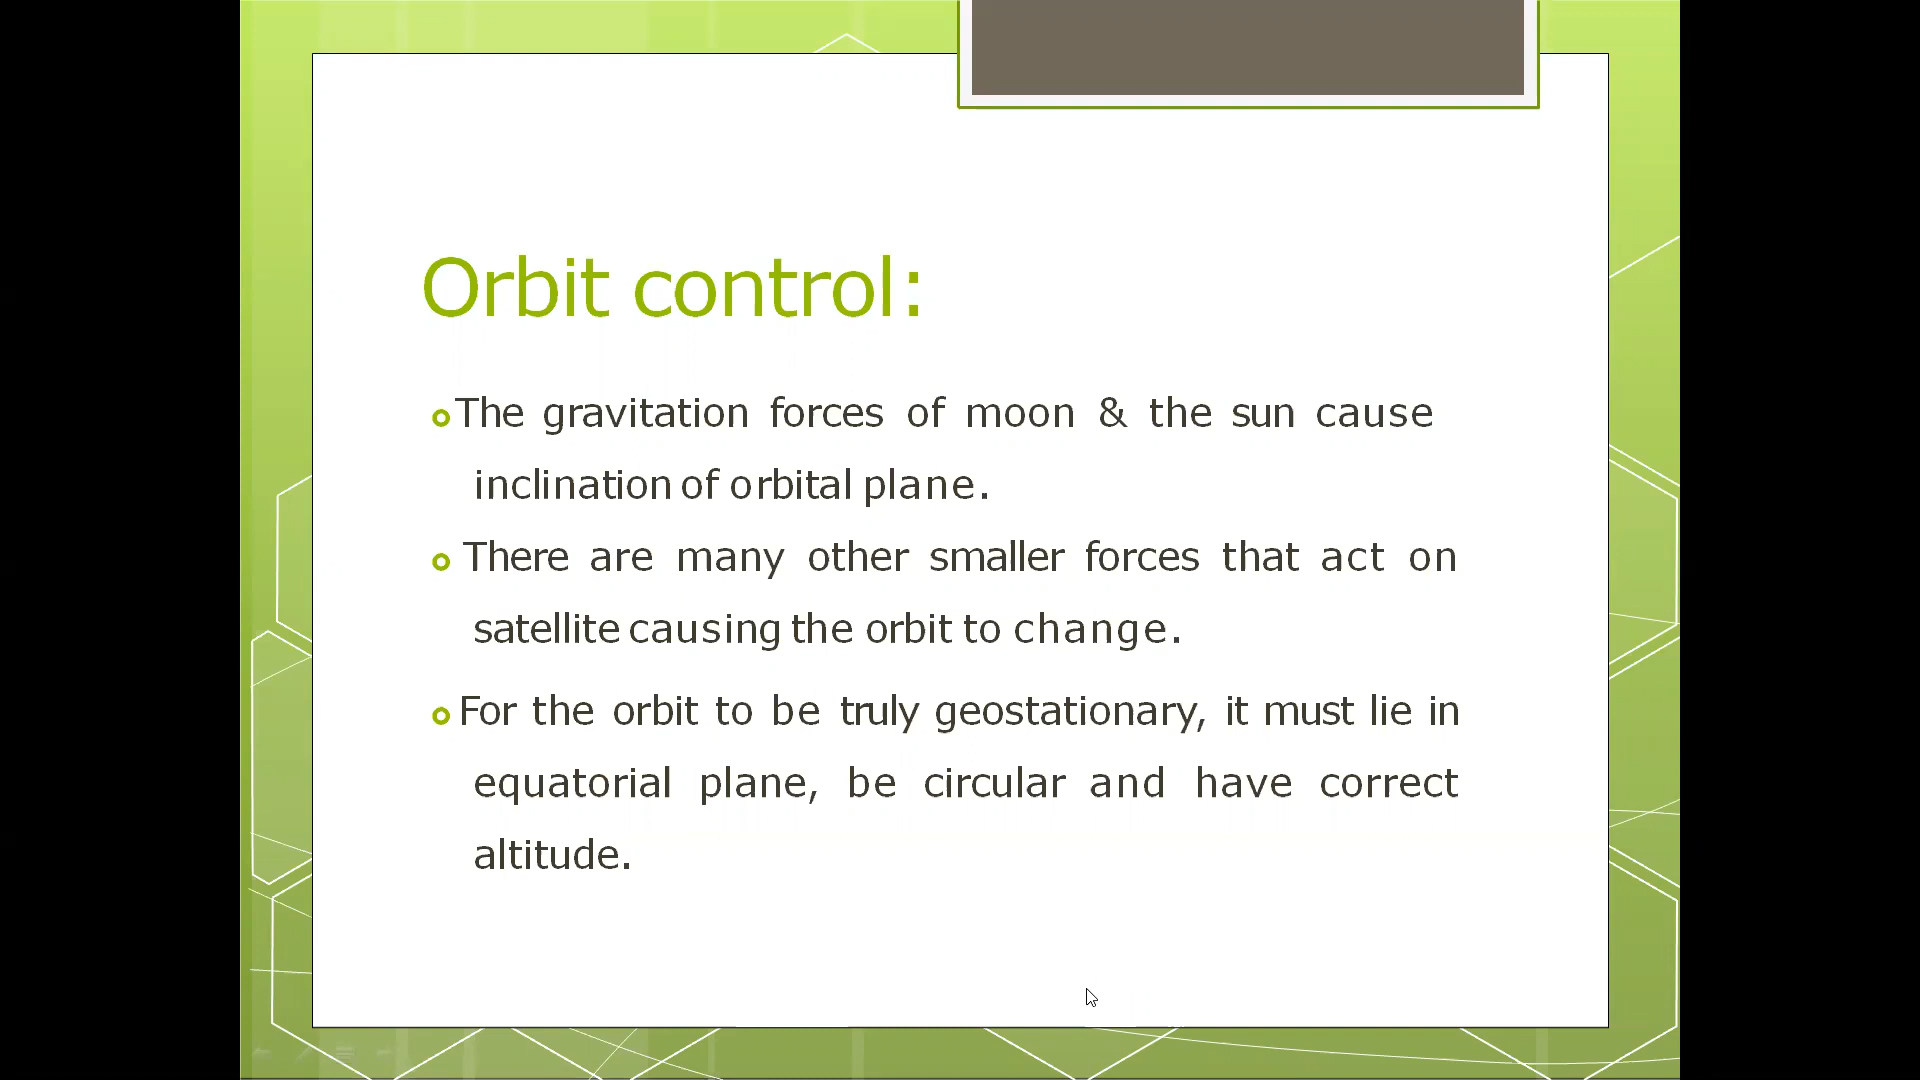 Orbit control:
The gravitation forces of moon & the sun cause
inclination of orbital plane.
There are many other smaller forces that act on
satellite causing the orbit to change.
For the orbit to be truly geostationary, it must lie in
equatorial plane, be circular and have correct
altitude.